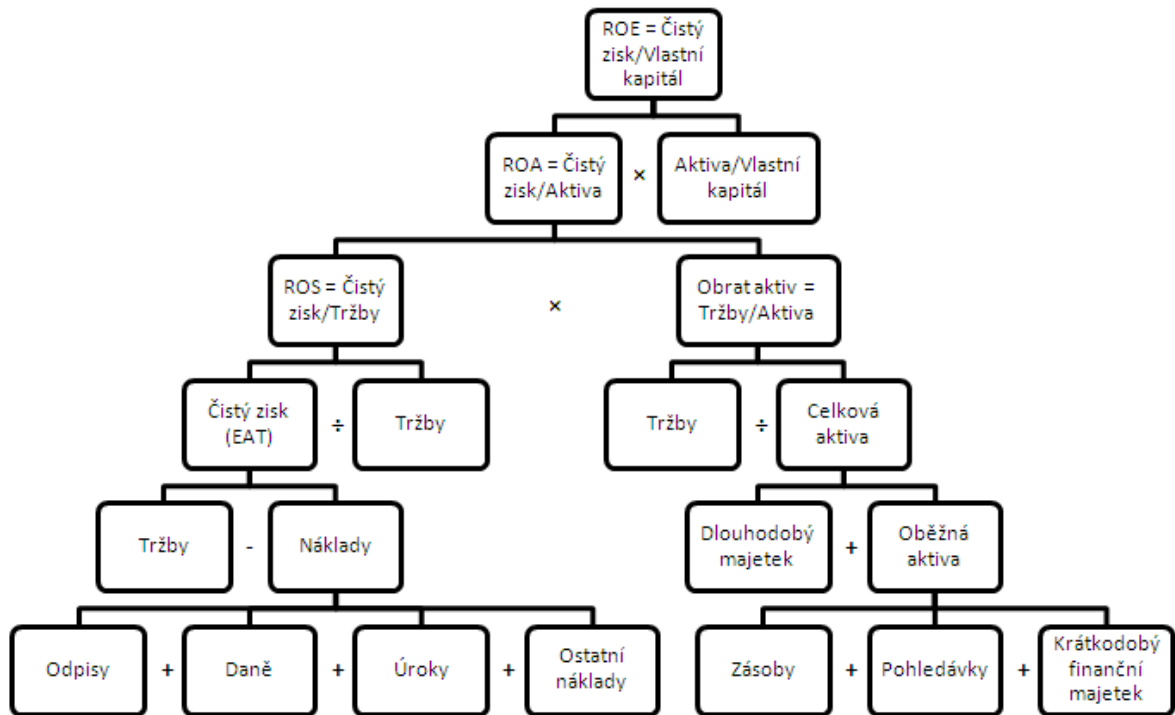 ROE = Čistý
zisk/Vlastní
kapitál
ROA = Čistý
zisk/Aktiva
×
Aktiva/Vlastní
kapitál
ROS = Čistý
zisk/Tržby
×
Obrat aktiv =
Tržby/Aktiva
Čistý zisk
(EAT)
÷
Tržby
Tržby
÷
Celková
aktiva
Tržby
-
Náklady
Dlouhodobý
majetek
+
Oběžná
aktiva
Odpisy
+
Daně
+
Úroky
+
Ostatní
náklady
Zásoby
+
Pohledávky
+
Krátkodobý
finanční
majetek